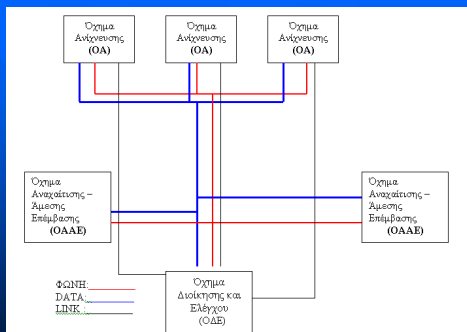 Όχημα
Ανίχνευσης
(ΟΑ)
Όχημα
Ανίχνευσης
(ΟΑ)
Όχημα
Ανίχνευσης
(ΟΑ)
Όχημα
Αναχαίτισης –
Άμεσης
Επέμβασης
(ΟΑΑΕ)
Όχημα
Αναχαίτισης –
Άμεσης
Επέμβασης
(ΟΑΑΕ)
ΦΩΝΗ:
DATA:
LINK :
Όχημα
Διοίκησης και
Ελέγχου
(ΟΔΕ)